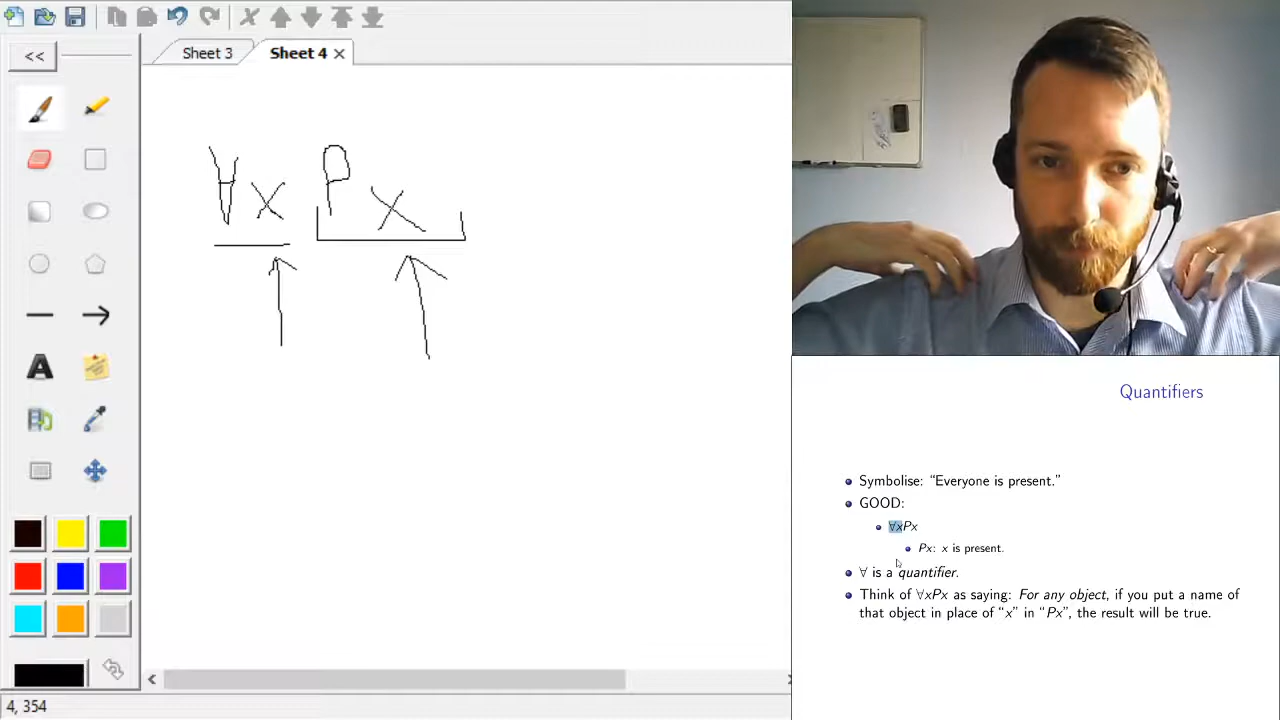 <<
Sheet 3
Sheet 4
∀x Px
A
4, 354
Quantifiers
Symbolise: “Everyone is present.”
GOOD:
∀xPx
Px: x is present.
∀ is a quantifier.
Think of ∀xPx as saying: For any object, if you put a name of
that object in place of “x” in “Px”, the result will be true.